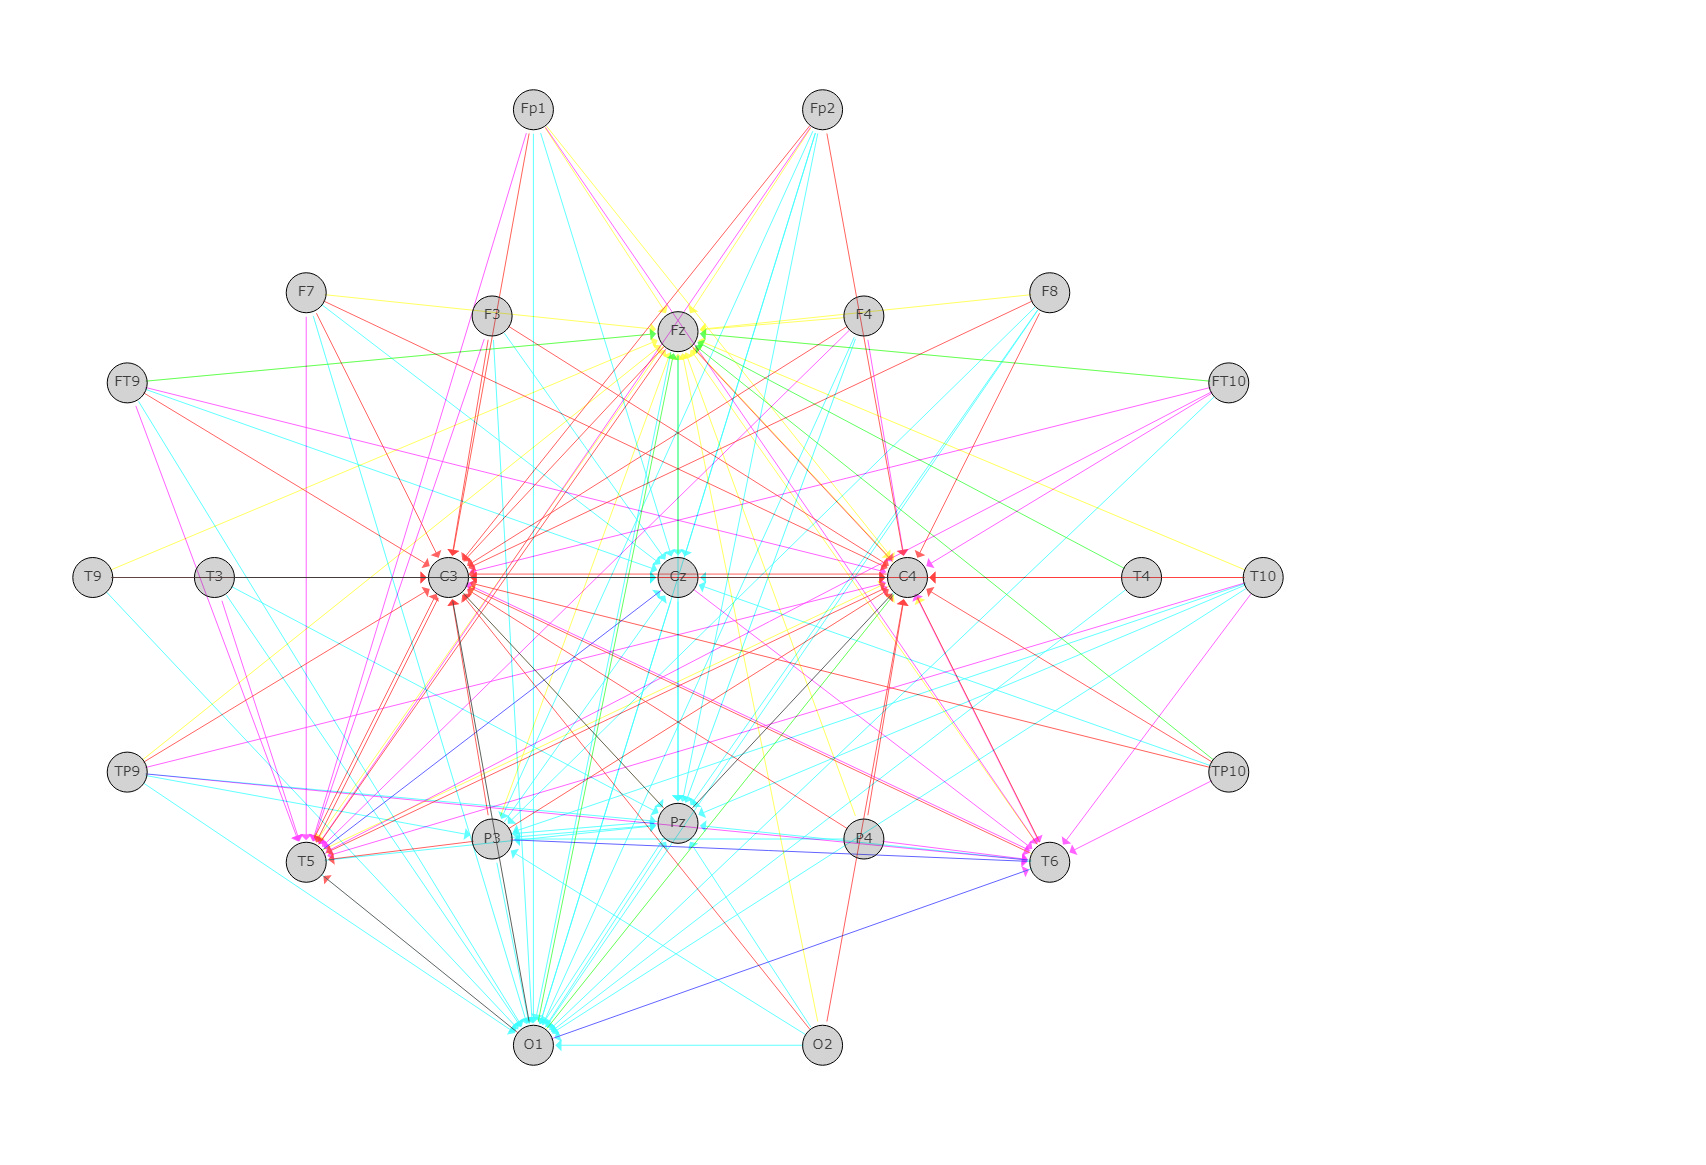 Fp1 Fp2
F7 F3 Fz F4 F8
FT9 FT10
T9 T3 C3 Cz C4 T4 T10
TP9 TP10
T5 P3 Pz P4 T6
O1 O2